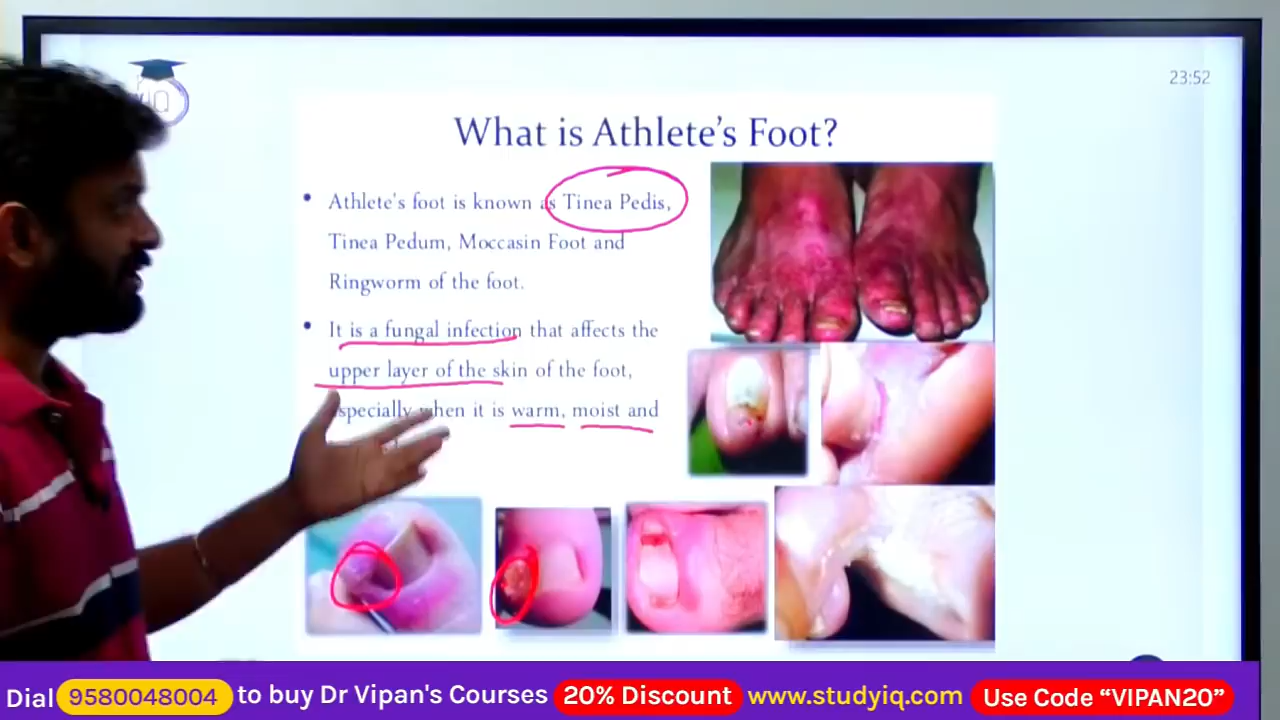 IQ
23:52
What is Athlete's Foot?
• Athlete's foot is known as Tinea Pedis,
Tinea Pedum, Moccasin Foot and
Ringworm of the foot.
• It is a fungal infection that affects the
upper layer of the skin of the foot,
especially when it is warm, moist and
Dial 9580048004 to buy Dr Vipan's Courses 20% Discount www.studyiq.com Use Code “VIPAN20”